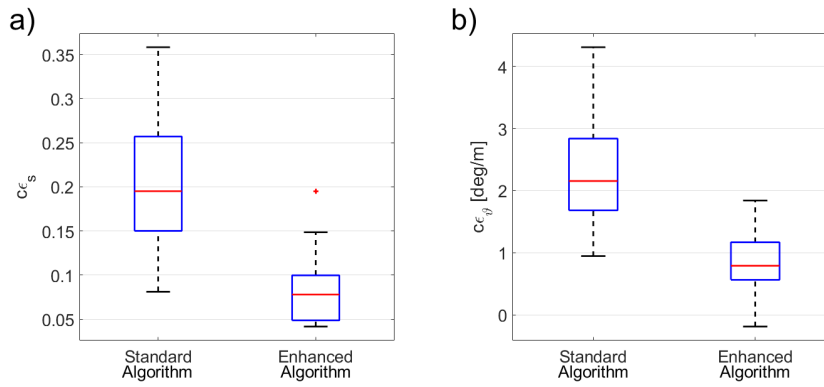 a)
0.35
0.3
0.25
0.2
0.15
0.1
0.05
cϵₛ
Standard
Algorithm
Enhanced
Algorithm
b)
4
3
2
1
0
cϵ_ϑ [deg/m]
Standard
Algorithm
Enhanced
Algorithm